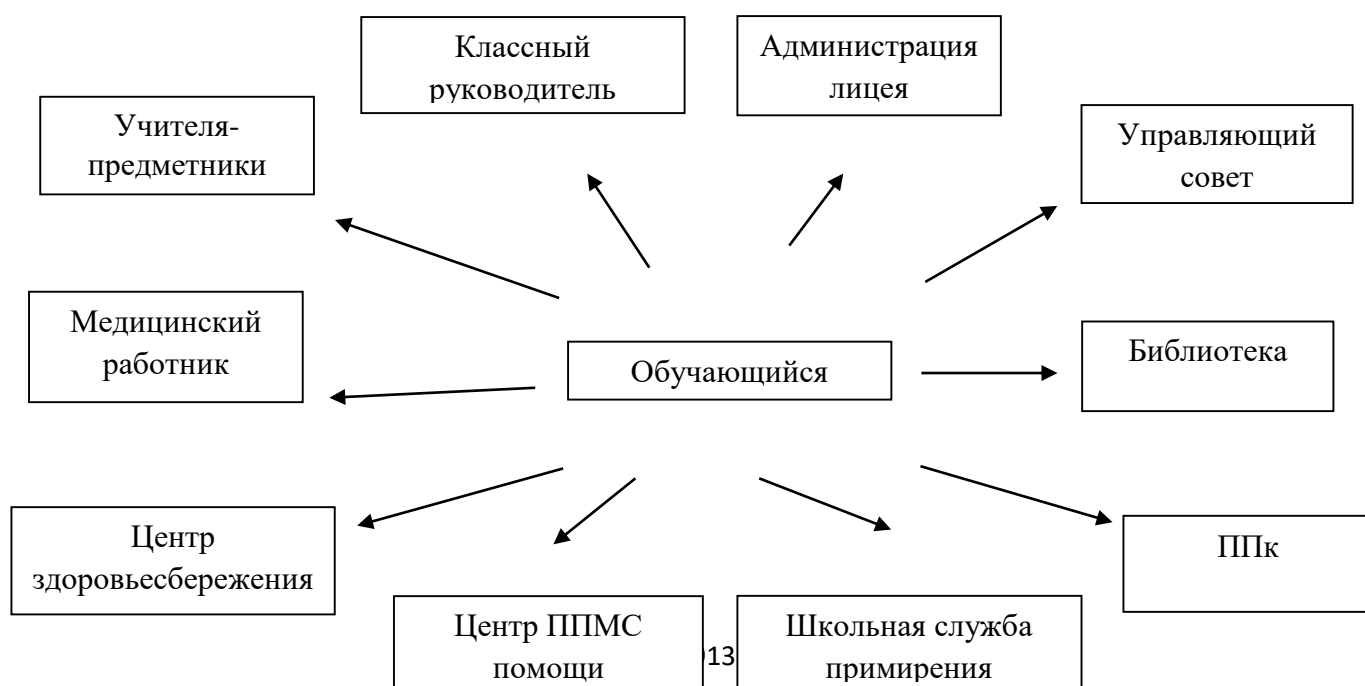 Классный
руководитель
Администрация
лицея
Учителя-
предметники
Управляющий
совет
Медицинский
работник
Обучающийся
Библиотека
Центр
здоровьесбережения
ППк
Центр ППМС
помощи
Школьная служба
примирения